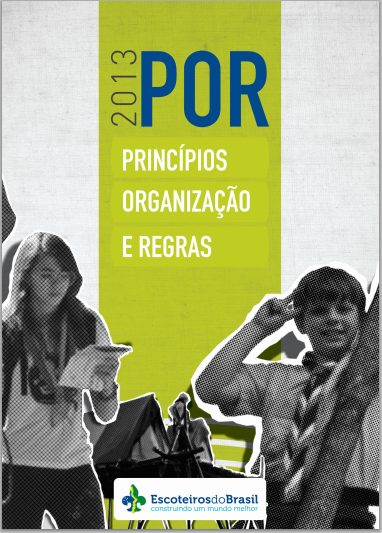 2013
POR
PRINCÍPIOS
ORGANIZAÇÃO
E REGRAS
EscoteirosdoBrasil
construindo um mundo melhor